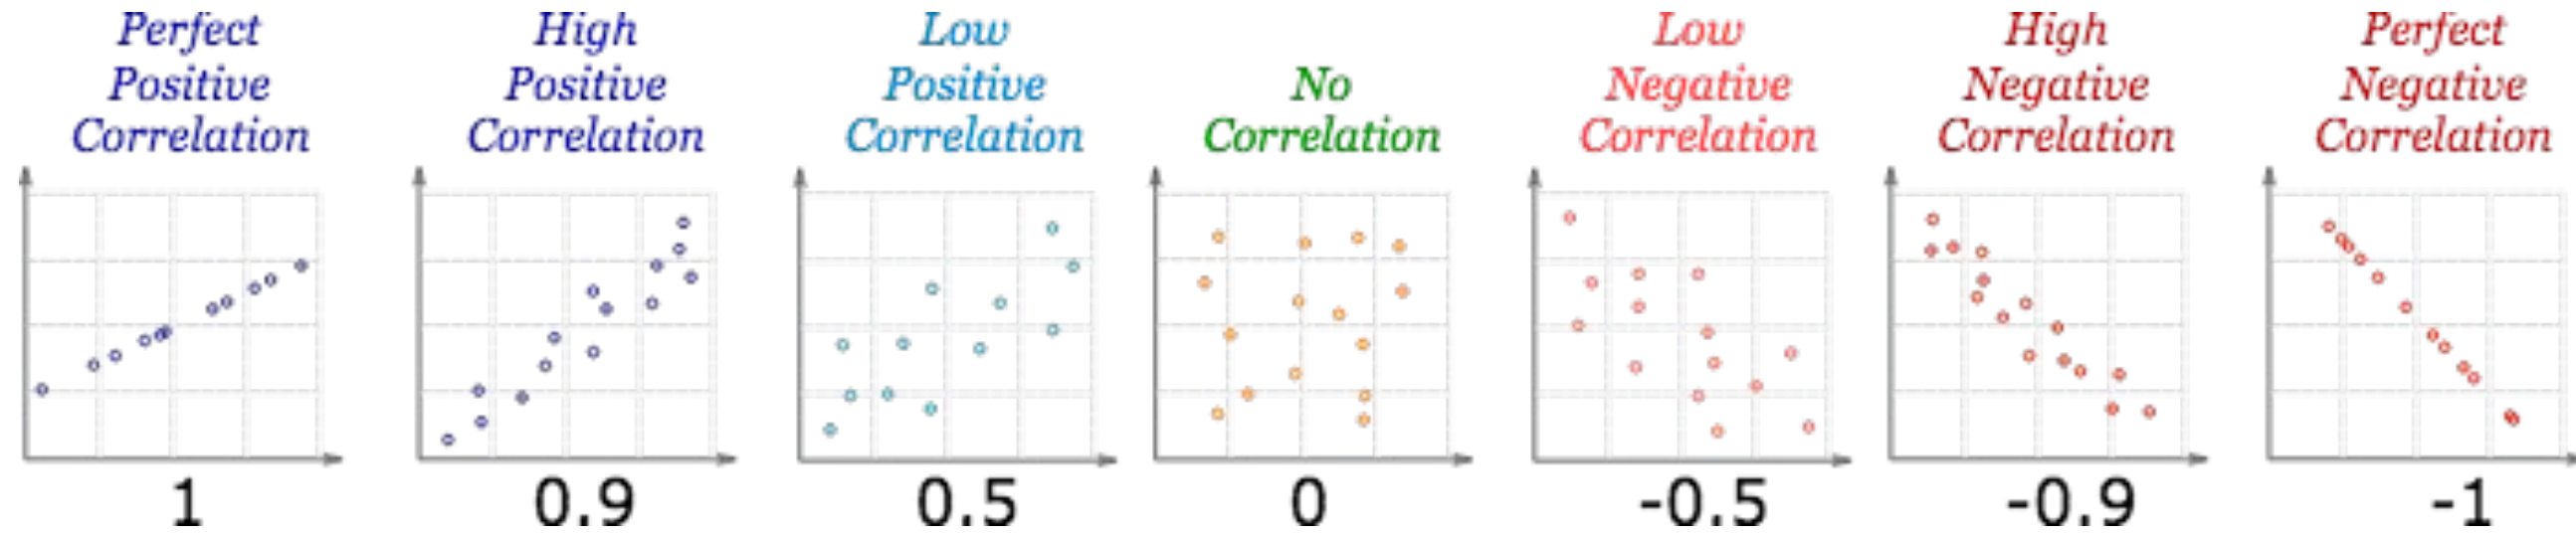 Perfect
Positive
Correlation
High
Positive
Correlation
Low
Positive
Correlation
No
Correlation
Low
Negative
Correlation
High
Negative
Correlation
Perfect
Negative
Correlation
1
0.9
0.5
0
-0.5
-0.9
-1